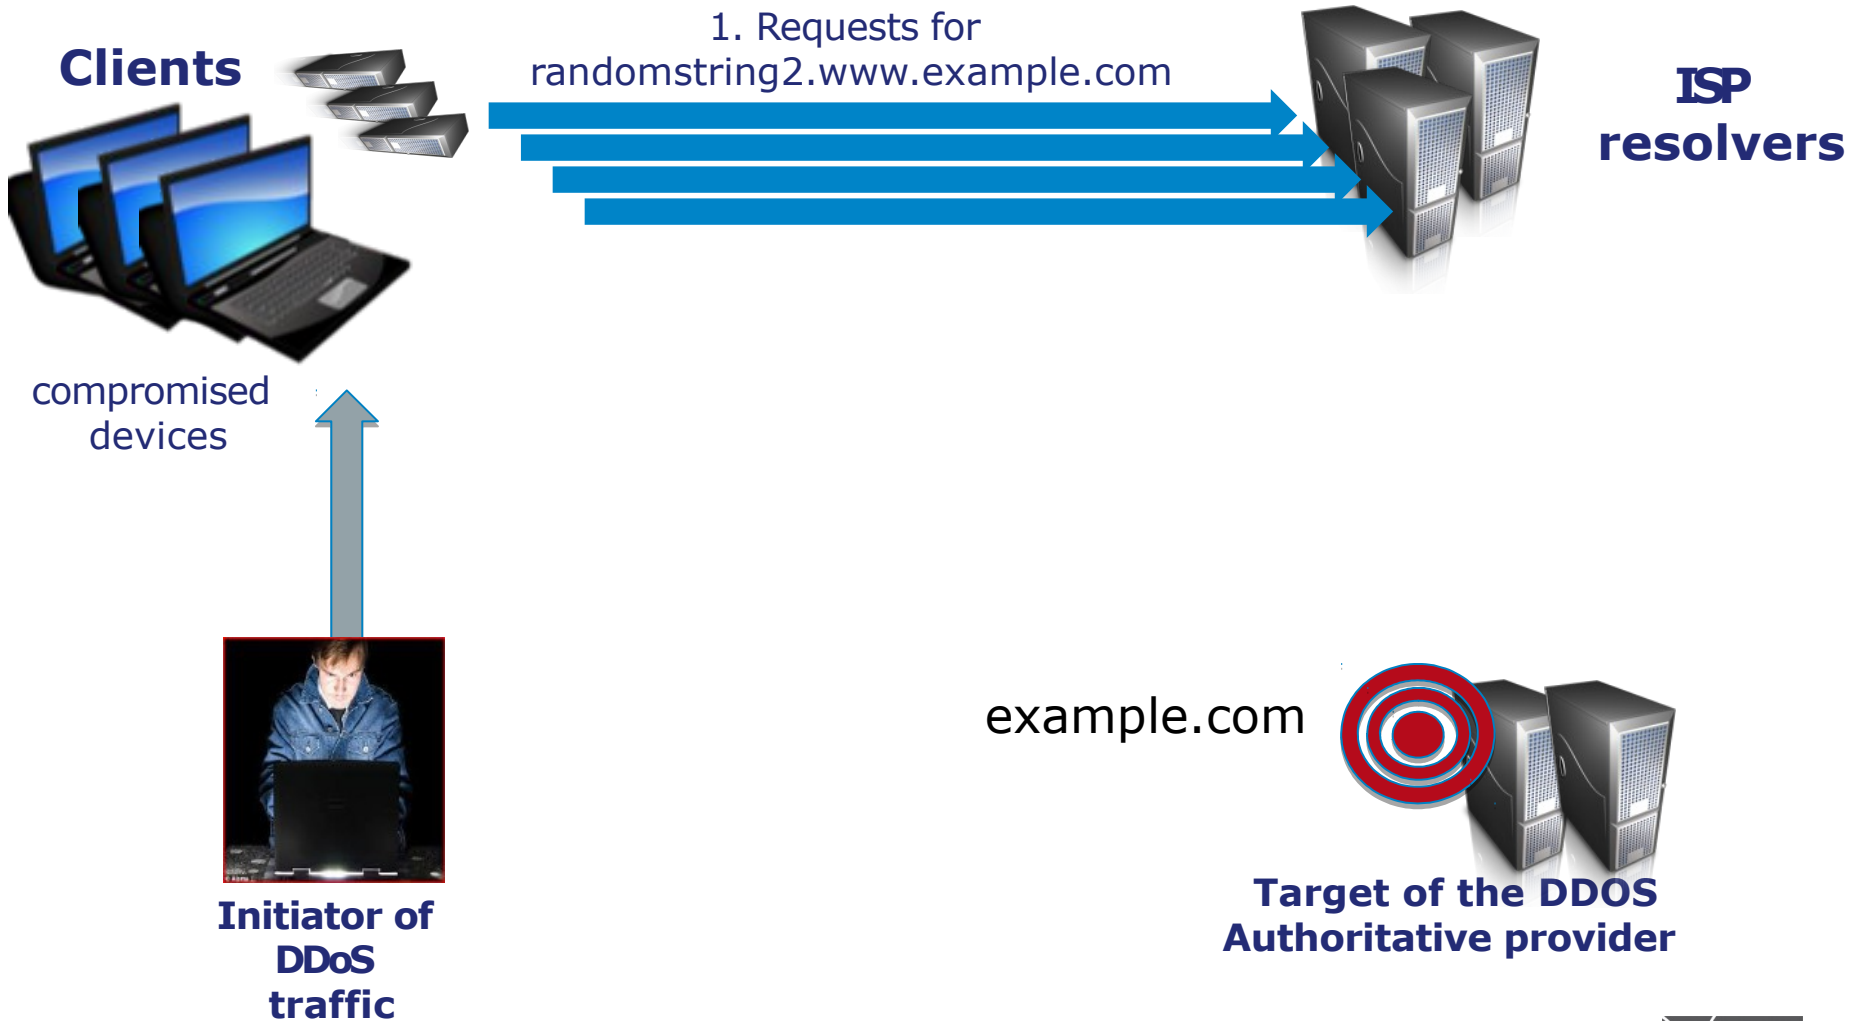 1. Requests for
randomstring2.www.example.com
Clients
ISP
resolvers
compromised
devices
example.com
Initiator of
DDoS
traffic
Target of the DDOS
Authoritative provider